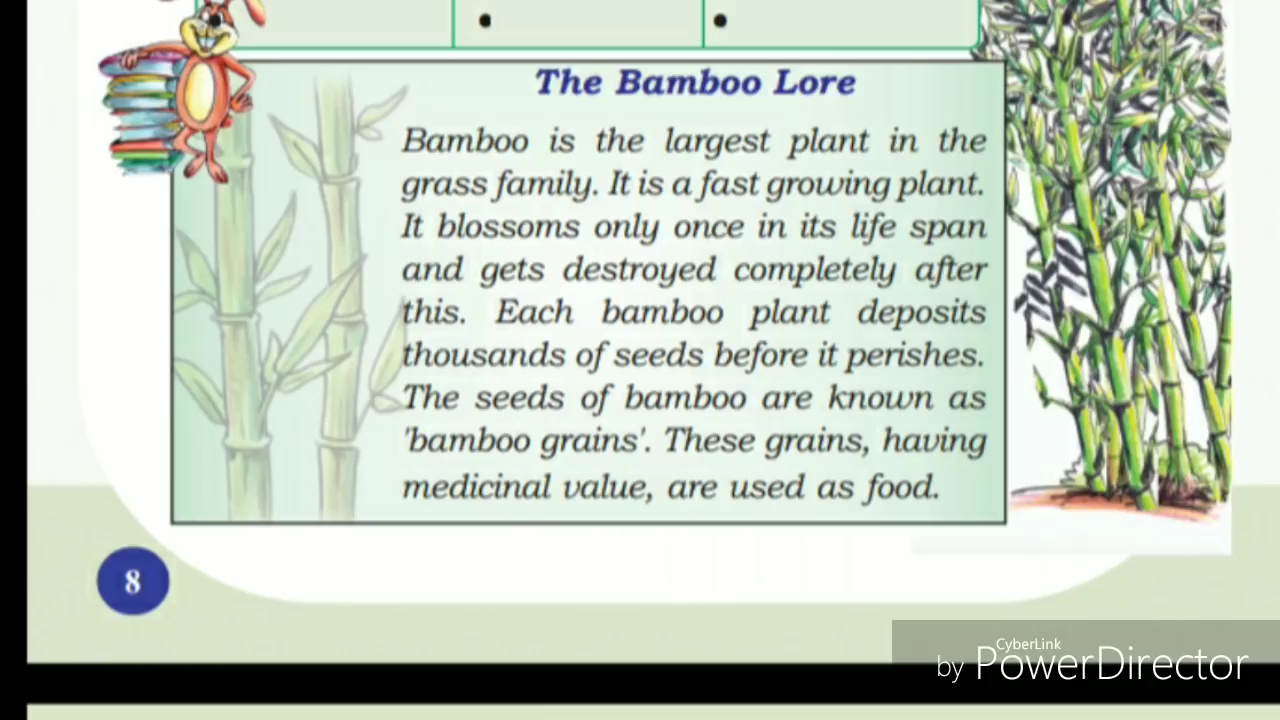 The Bamboo Lore
Bamboo is the largest plant in the
grass family. It is a fast growing plant.
It blossoms only once in its life span
and gets destroyed completely after
this. Each bamboo plant deposits
thousands of seeds before it perishes.
The seeds of bamboo are known as
'bamboo grains'. These grains, having
medicinal value, are used as food.
8
CyberLink
by PowerDirector